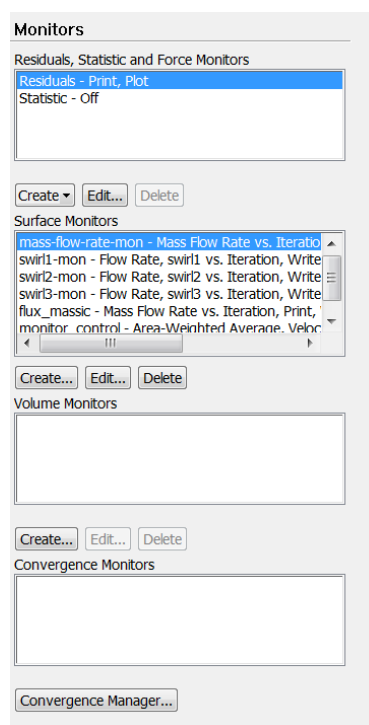 Monitors
Residuals, Statistic and Force Monitors
Residuals - Print, Plot
Statistic - Off
Create Edit... Delete
Surface Monitors
mass-flow-rate-mon - Mass Flow Rate vs. Iteratio
swirl1-mon - Flow Rate, swirl1 vs. Iteration, Write
swirl2-mon - Flow Rate, swirl2 vs. Iteration, Write
swirl3-mon - Flow Rate, swirl3 vs. Iteration, Write
flux_massic - Mass Flow Rate vs. Iteration, Print,
monitor_control - Area-Weighted Average, Veloc
Create... Edit... Delete
Volume Monitors
Create... Edit... Delete
Convergence Monitors
Convergence Manager...